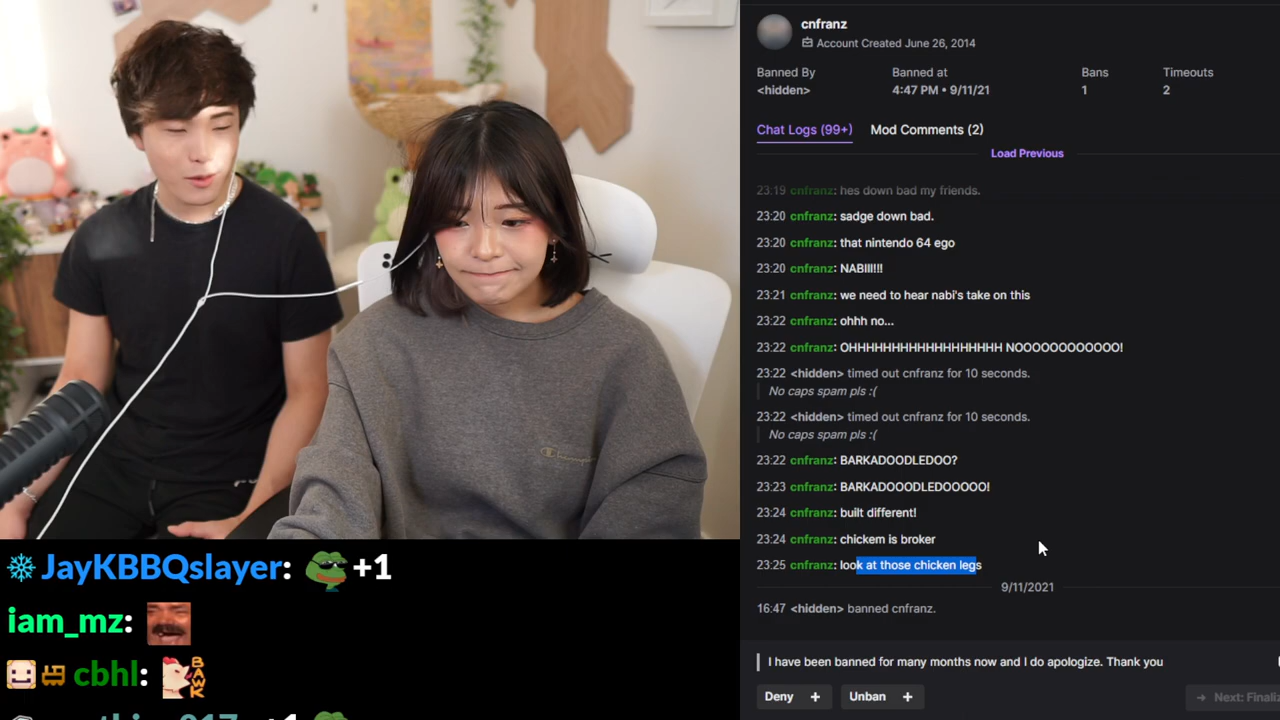 cnfranz
Account Created June 26, 2014
Banned By
Banned at
Bans
Timeouts
<hidden>
4:47 PM • 9/11/21
1
2
Chat Logs (99+)
Mod Comments (2)
Load Previous
23:19 cnfranz: hes down bad my friends.
23:20 cnfranz: sadge down bad.
23:20 cnfranz: that nintendo 64 ego
23:20 cnfranz: NABIII!!!
23:21 cnfranz: we need to hear nabi's take on this
23:22 cnfranz: ohhh no...
23:22 cnfranz: OHHHHHHHHHHHHHHHHHH NOOOOOOOOOOOO!
23:22 <hidden> timed out cnfranz for 10 seconds.
No caps spam pls :(
23:22 <hidden> timed out cnfranz for 10 seconds.
No caps spam pls :(
23:22 cnfranz: BARKADOODLEDOO?
23:23 cnfranz: BARKADOOODLEDOOOOO!
23:24 cnfranz: built different!
23:24 cnfranz: chickem is broker
23:25 cnfranz: look at those chicken legs
9/11/2021
16:47 <hidden> banned cnfranz.
I have been banned for many months now and I do apologize. Thank you
Deny +
Unban +
→ Next:
Champion
JayKBBQslayer: +1
iam_mz:
cbhl: BAWK
+1